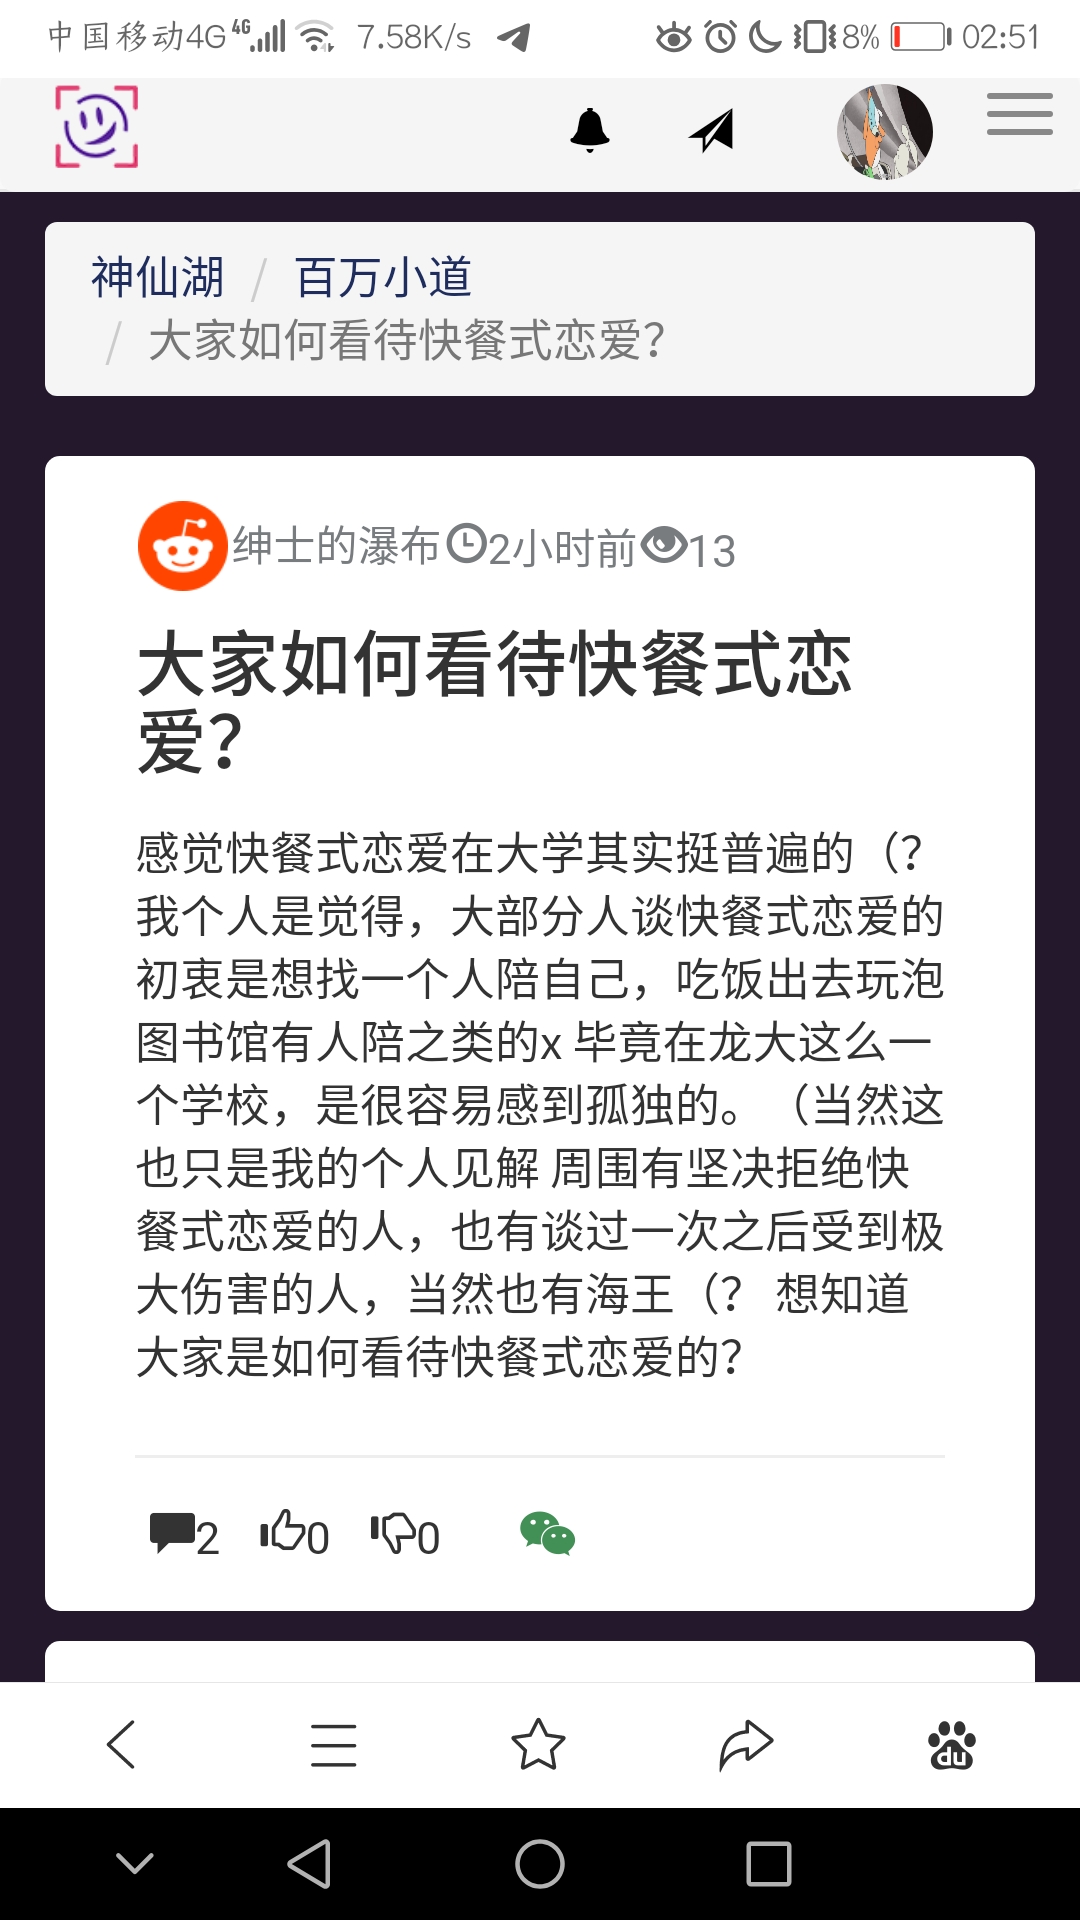 中国移动4G 4G 7.58K/s 8% 02:51
神仙湖 / 百万小道
/ 大家如何看待快餐式恋爱？
绅士的瀑布 2小时前 13
大家如何看待快餐式恋
爱？
感觉快餐式恋爱在大学其实挺普遍的（？
我个人是觉得，大部分人谈快餐式恋爱的
初衷是想找一个人陪自己，吃饭出去玩泡
图书馆有人陪之类的x 毕竟在龙大这么一
个学校，是很容易感到孤独的。（当然这
也只是我的个人见解 周围有坚决拒绝快
餐式恋爱的人，也有谈过一次之后受到极
大伤害的人，当然也有海王（？ 想知道
大家是如何看待快餐式恋爱的？
2 0 0
du